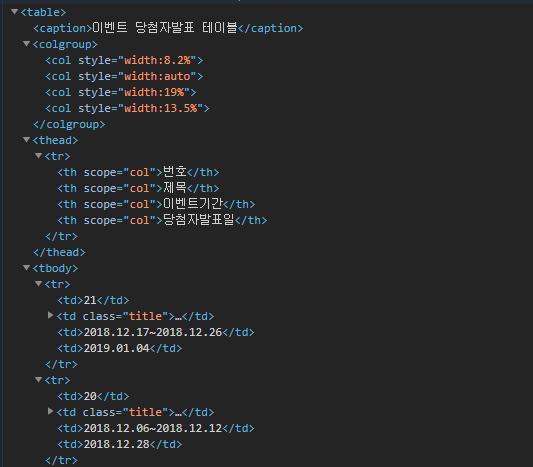 <table>
<caption>이벤트 당첨자발표 테이블</caption>
<colgroup>
<col style="width:8.2%">
<col style="width:auto">
<col style="width:19%">
<col style="width:13.5%">
</colgroup>
<thead>
<tr>
<th scope="col">번호</th>
<th scope="col">제목</th>
<th scope="col">이벤트기간</th>
<th scope="col">당첨자발표일</th>
</tr>
</thead>
<tbody>
<tr>
<td>21</td>
<td class="title">…</td>
<td>2018.12.17~2018.12.26</td>
<td>2019.01.04</td>
</tr>
<tr>
<td>20</td>
<td class="title">…</td>
<td>2018.12.06~2018.12.12</td>
<td>2018.12.28</td>
</tr>